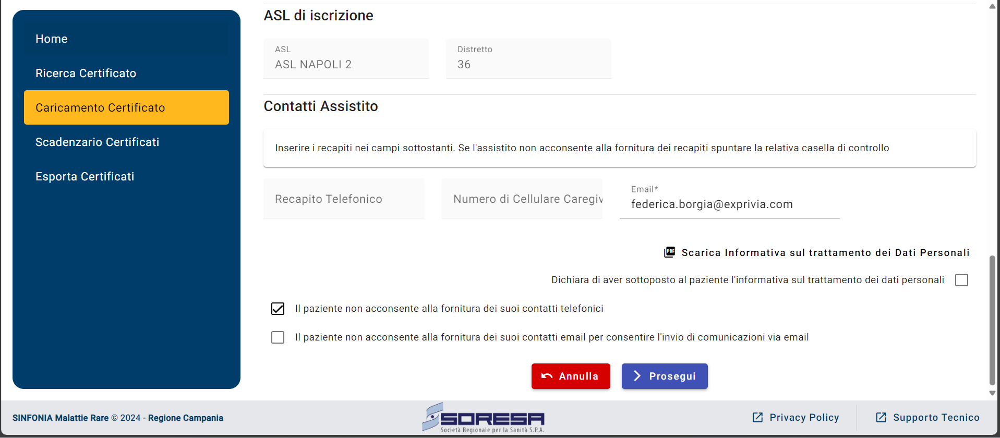 Home
Ricerca Certificato
Caricamento Certificato
Scadenzario Certificati
Esporta Certificati
ASL di iscrizione
ASL
ASL NAPOLI 2
Distretto
36
Contatti Assistito
Inserire i recapiti nei campi sottostanti. Se l'assistito non acconsente alla fornitura dei recapiti spuntare la relativa casella di controllo
Recapito Telefonico
Numero di Cellulare Caregiv
Email*
federica.borgia@exprivia.com
PDF
Scarica Informativa sul trattamento dei Dati Personali
Dichiara di aver sottoposto al paziente l'informativa sul trattamento dei dati personali
Il paziente non acconsente alla fornitura dei suoi contatti telefonici
Il paziente non acconsente alla fornitura dei suoi contatti email per consentire l'invio di comunicazioni via email
Annulla
Prosegui
SINFONIA Malattie Rare © 2024 - Regione Campania
SORESA
Società Regionale per la Sanità S.P.A.
Privacy Policy
Supporto Tecnico